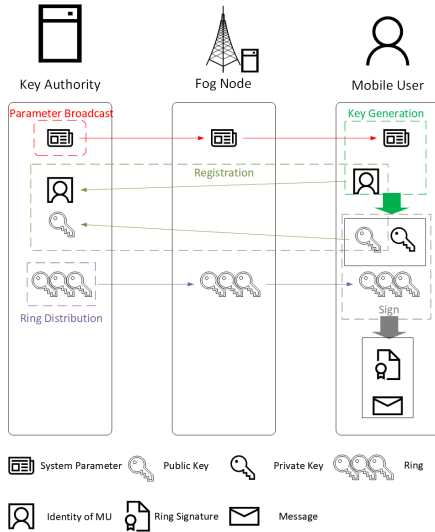 Key Authority
Fog Node
Mobile User
Parameter Broadcast
Key Generation
Registration
Ring Distribution
Sign
System Parameter
Public Key
Private Key
Ring
Identity of MU
Ring Signature
Message